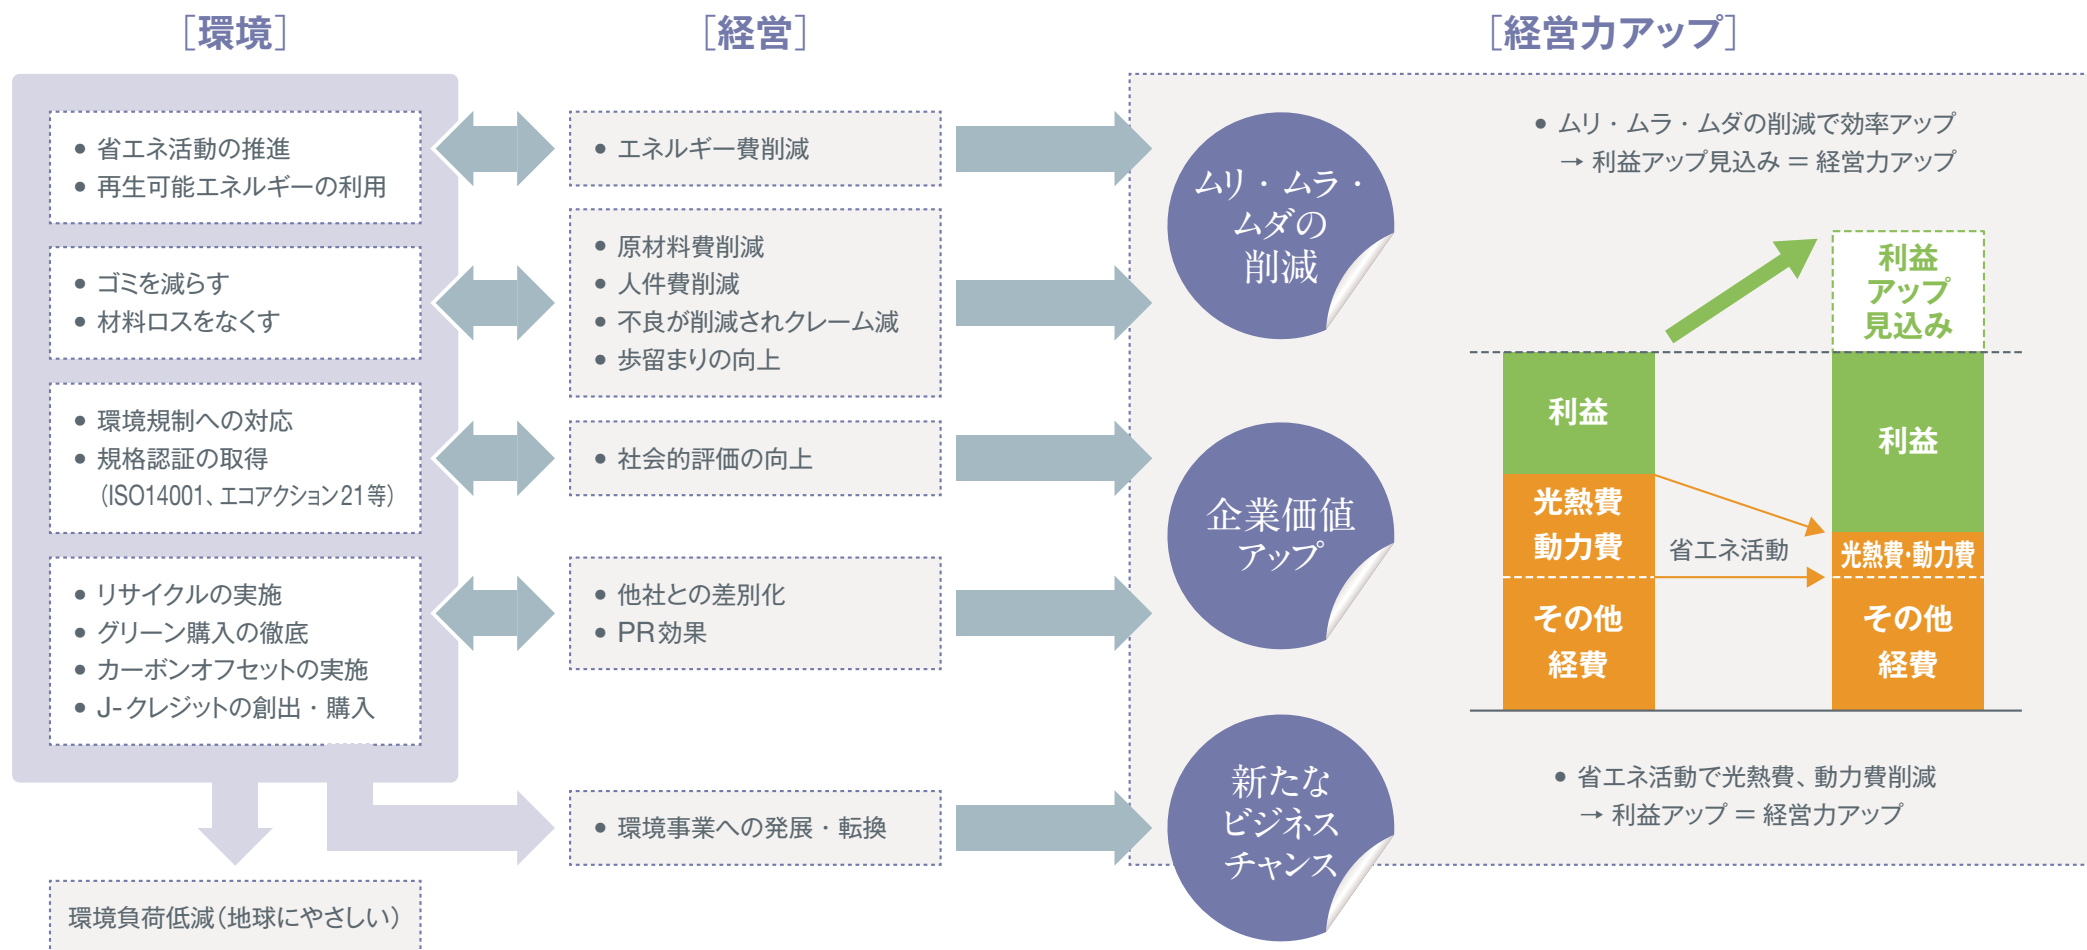 ［環境］
・省エネ活動の推進
・再生可能エネルギーの利用
・ゴミを減らす
・材料ロスをなくす
・環境規制への対応
・規格認証の取得
（ISO14001、エコアクション21等）
・リサイクルの実施
・グリーン購入の徹底
・カーボンオフセットの実施
・J-クレジットの創出・購入
環境負荷低減（地球にやさしい）
［経営］
・エネルギー費削減
・原材料費削減
・人件費削減
・不良が削減されクレーム減
・歩留まりの向上
・社会的評価の向上
・他社との差別化
・PR効果
・環境事業への発展・転換
［経営力アップ］
ムリ・ムラ・
ムダの
削減
企業価値
アップ
新たな
ビジネス
チャンス
・ムリ・ムラ・ムダの削減で効率アップ
→ 利益アップ見込み＝経営力アップ
利益
光熱費
動力費
その他
経費
省エネ活動
利益
アップ
見込み
利益
光熱費・動力費
その他
経費
・省エネ活動で光熱費、動力費削減
→ 利益アップ＝経営力アップ